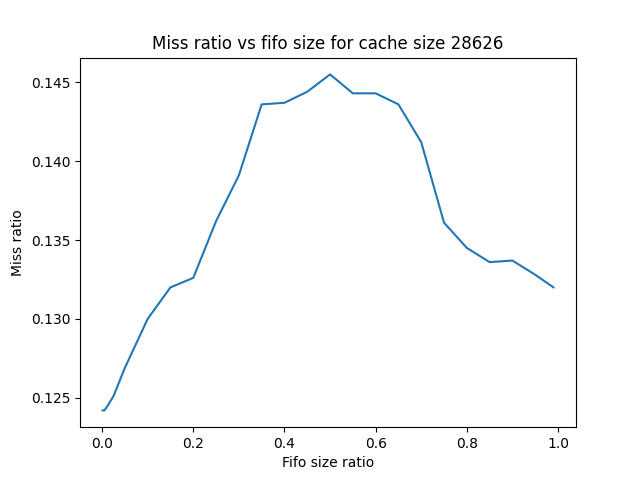 Miss ratio vs fifo size for cache size 28626
0.145
0.140
0.135
0.130
0.125
Miss ratio
0.0 0.2 0.4 0.6 0.8 1.0
Fifo size ratio